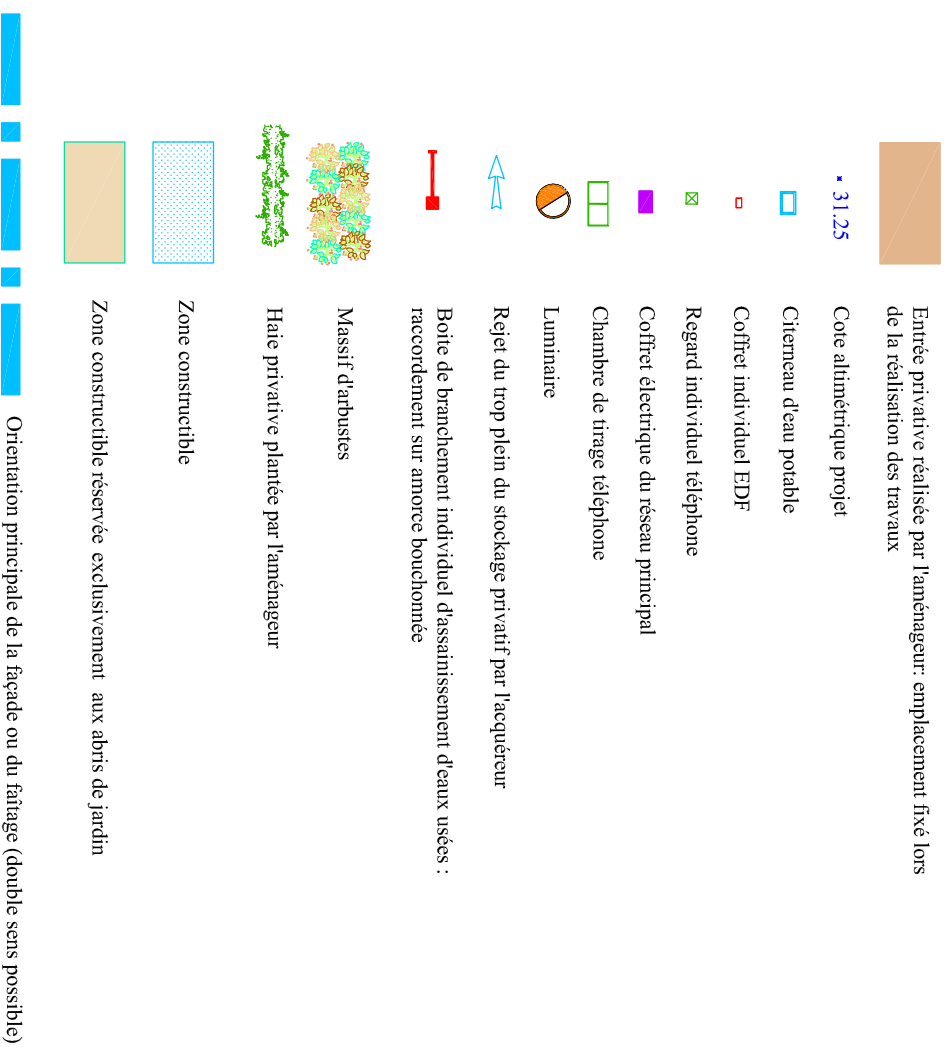 Entrée privative réalisée par l'aménageur: emplacement fixé lors
de la réalisation des travaux
31.25
Cote altimétrique projet
Citerneau d'eau potable
Coffret individuel EDF
Regard individuel téléphone
Coffret électrique du réseau principal
Chambre de tirage téléphone
Luminaire
Rejet du trop plein du stockage privatif par l'acquéreur
Boite de branchement individuel d'assainissement d'eaux usées :
raccordement sur amorce bouchonnée
Massif d'arbustes
Haie privative plantée par l'aménageur
Zone constructible
Zone constructible réservée exclusivement aux abris de jardin
Orientation principale de la façade ou du faîtage (double sens possible)